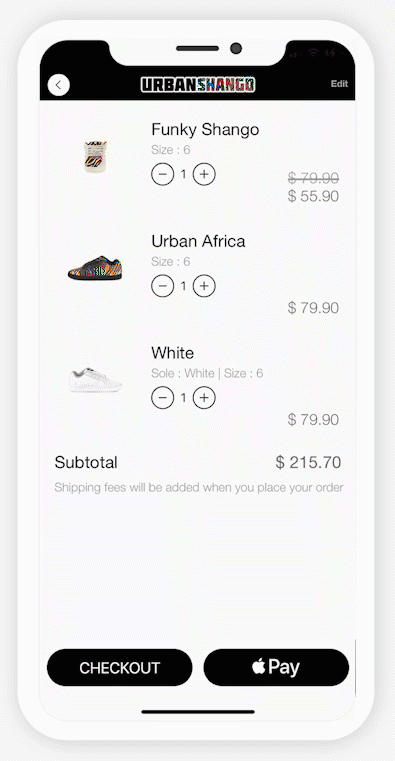 URBANSHANGO
Edit
Funky Shango
Size : 6
1
$ 79.90
$ 55.90
Urban Africa
Size : 6
1
$ 79.90
White
Sole : White | Size : 6
1
$ 79.90
Subtotal $ 215.70
Shipping fees will be added when you place your order
CHECKOUT
Pay